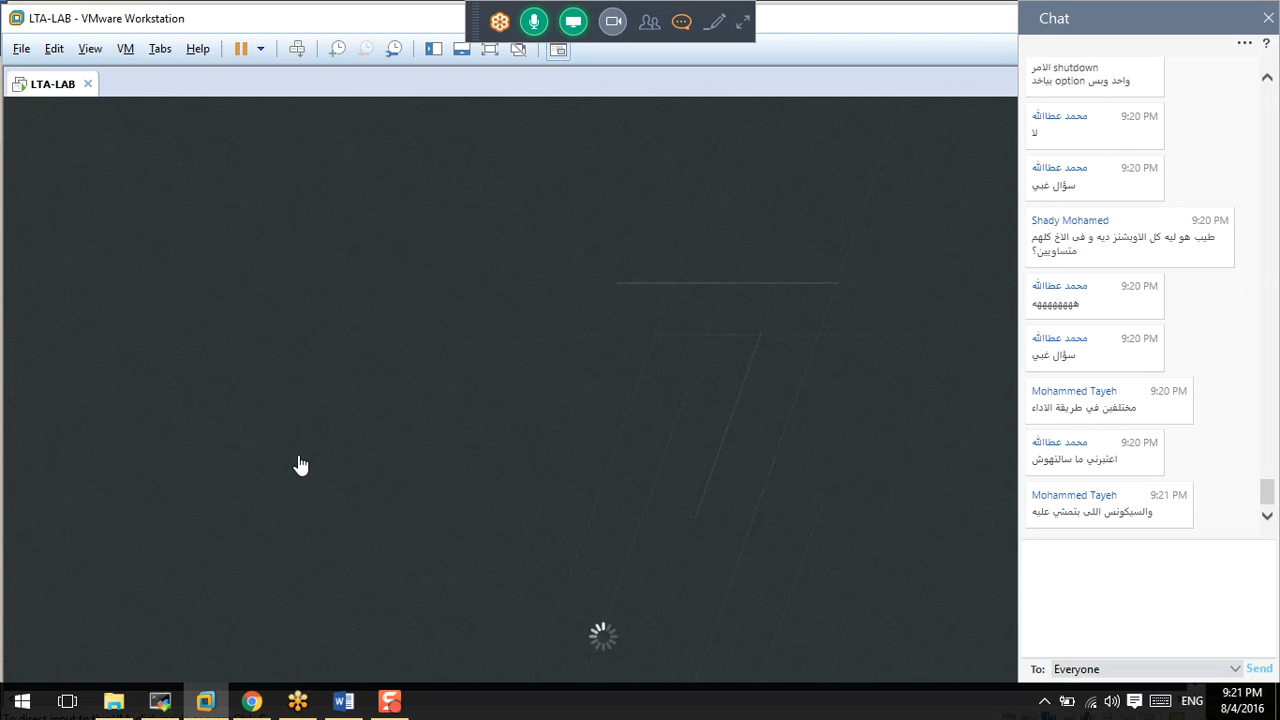 LTA-LAB - VMware Workstation
File Edit View VM Tabs Help
LTA-LAB
Chat
?
الامر shutdown
بياخد option واحد وبس
محمد عطاالله 9:20 PM
لا
محمد عطاالله 9:20 PM
سؤال غبي
Shady Mohamed 9:20 PM
طيب هو ليه كل الاوبشنز ديه و فى الاخ كلهم
متساويين؟
محمد عطاالله 9:20 PM
محمد عطاالله 9:20 PM
سؤال غبي
Mohammed Tayeh 9:20 PM
مختلفين في طريقة الاداء
محمد عطاالله 9:20 PM
اعتبرني ما سالتهوش
Mohammed Tayeh 9:21 PM
والسيكونس اللى بتمشي عليه
To: Everyone Send
ENG
9:21 PM
8/4/2016